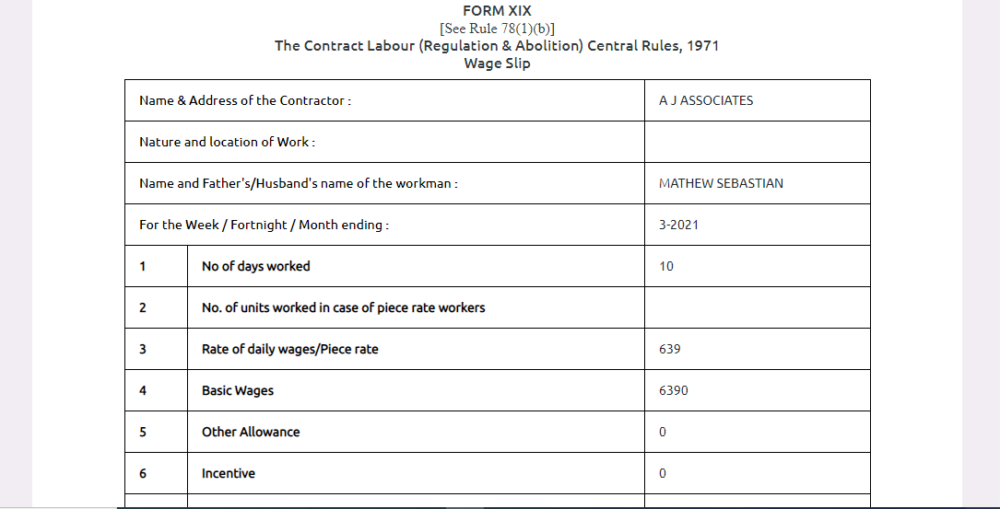 FORM XIX
[See Rule 78(1)(b)]
The Contract Labour (Regulation & Abolition) Central Rules, 1971
Wage Slip
Name & Address of the Contractor : A J ASSOCIATES
Nature and location of Work :
Name and Father's/Husband's name of the workman : MATHEW SEBASTIAN
For the Week / Fortnight / Month ending : 3-2021
1 No of days worked 10
2 No. of units worked in case of piece rate workers
3 Rate of daily wages/Piece rate 639
4 Basic Wages 6390
5 Other Allowance 0
6 Incentive 0